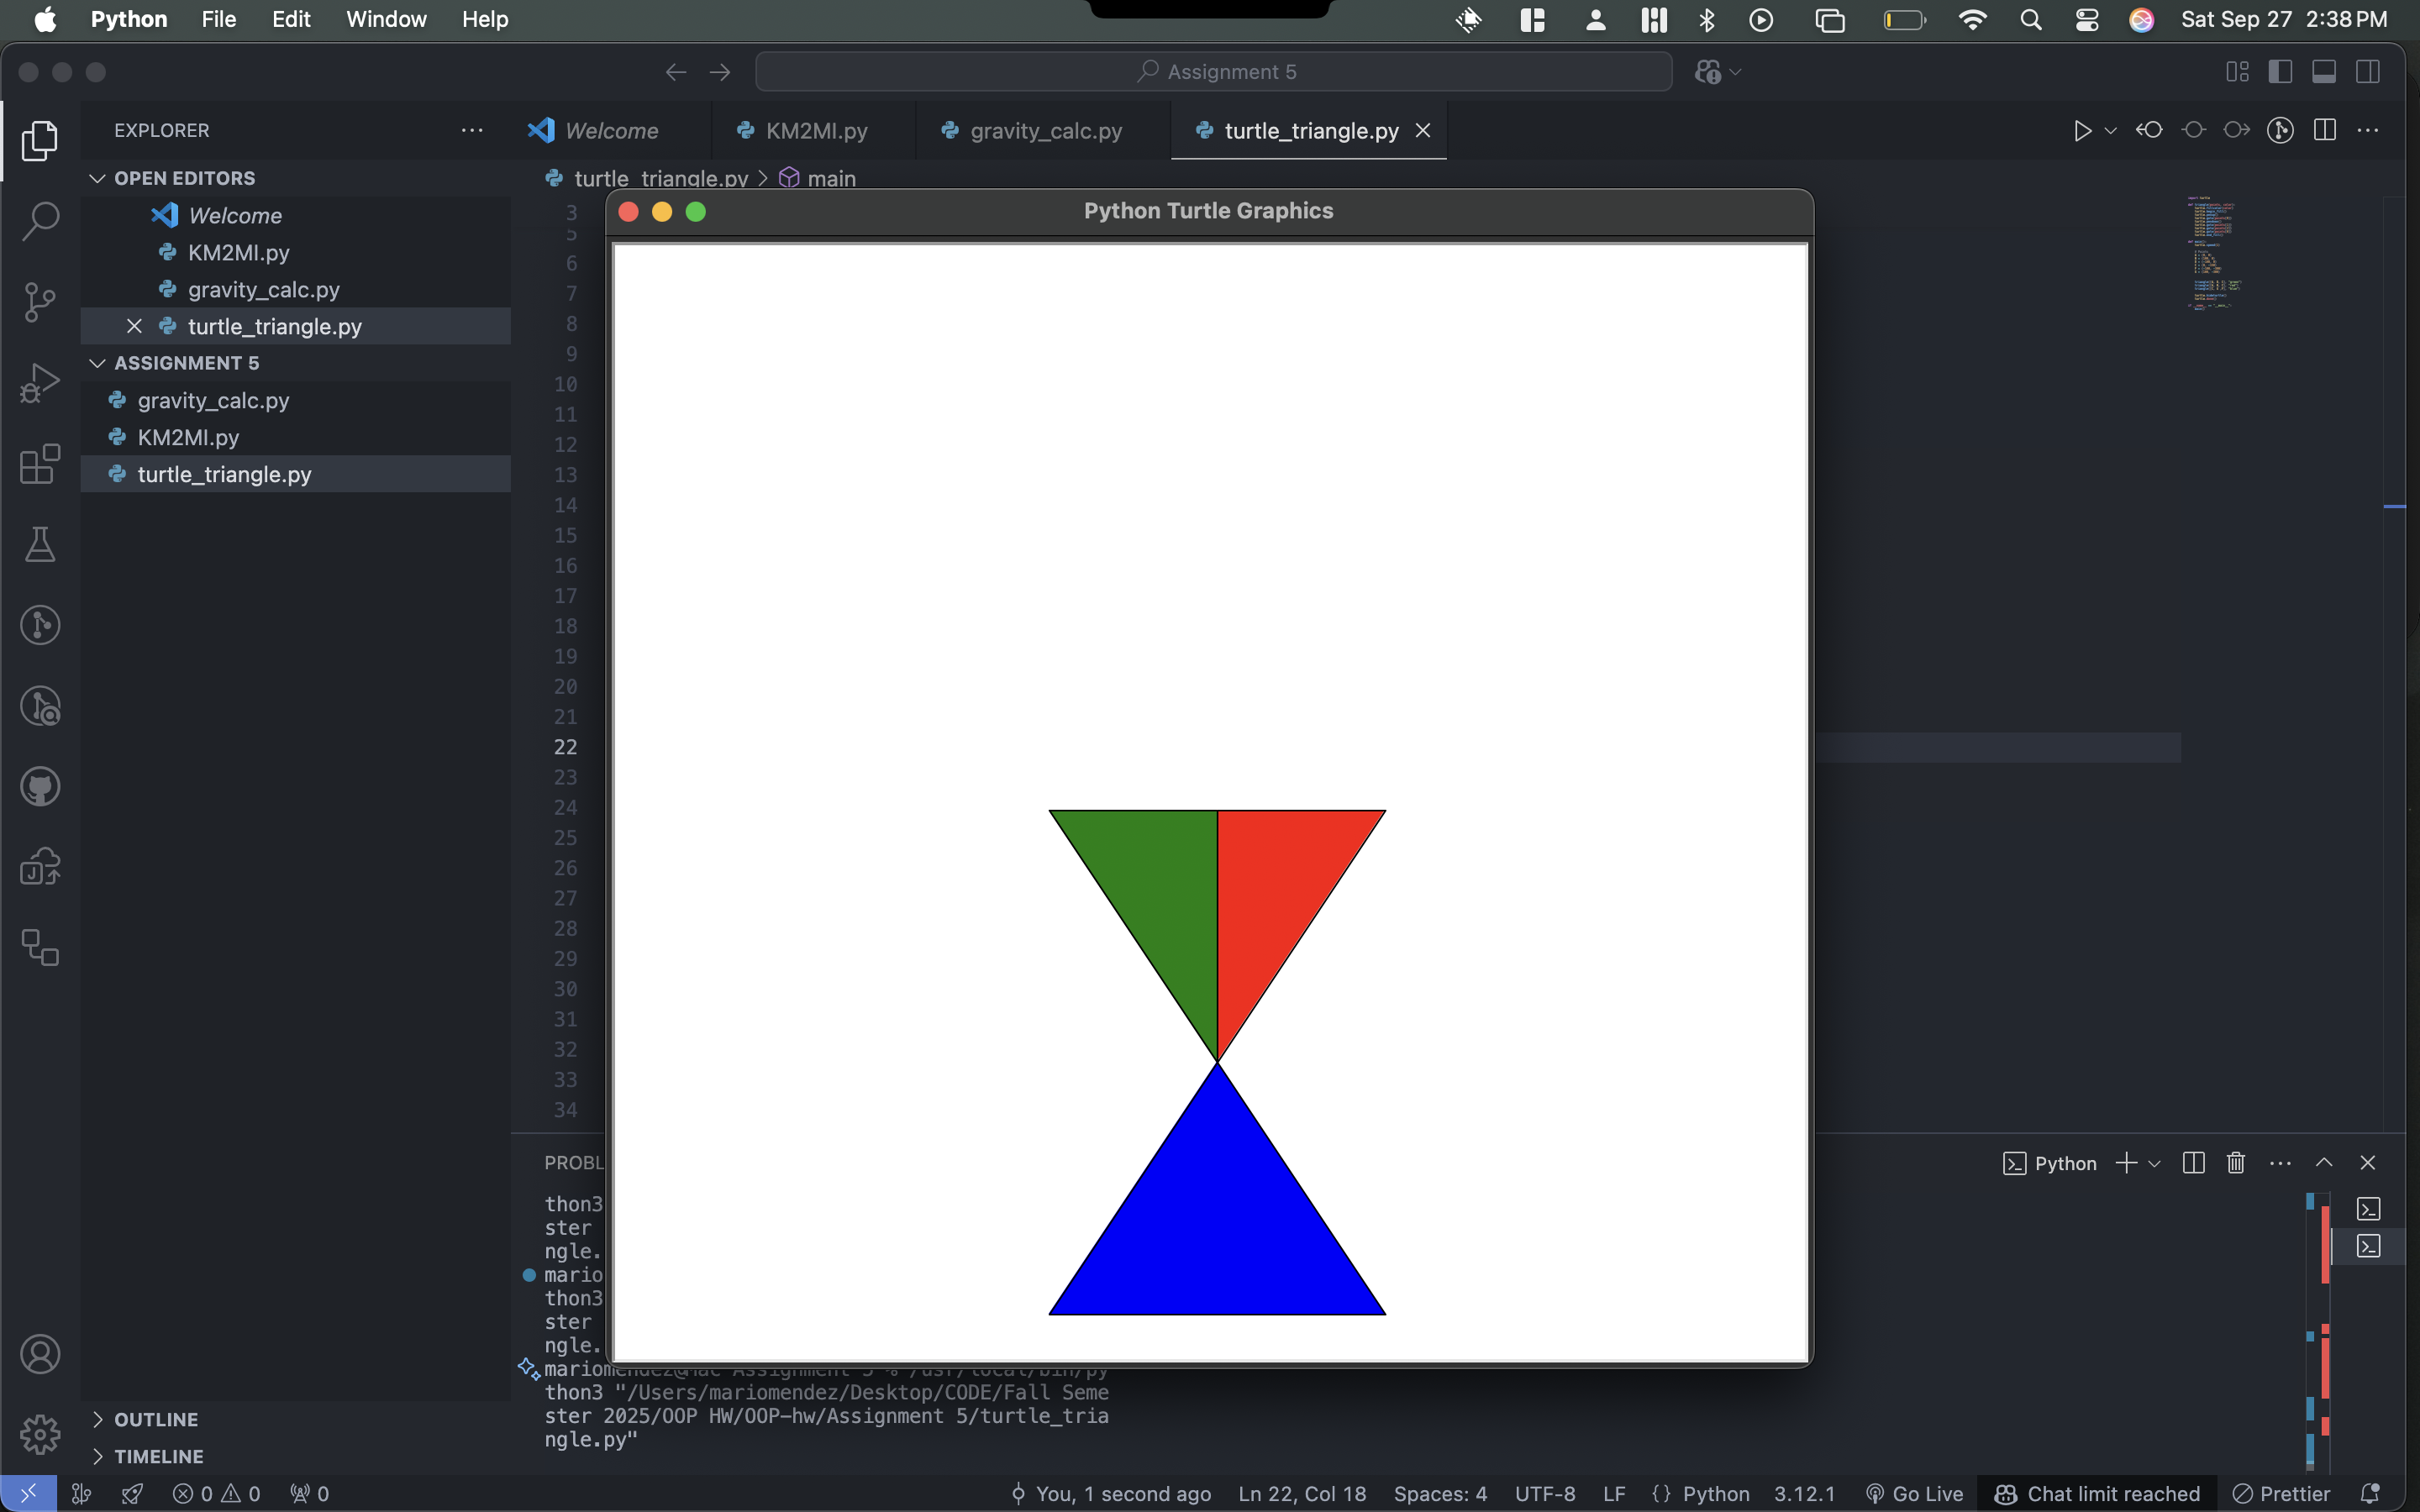 Python File Edit Window Help Sat Sep 27 2:38 PM
Assignment 5
EXPLORER
Welcome KM2MI.py gravity_calc.py turtle_triangle.py
OPEN EDITORS
turtle_triangle.py > main
Welcome
KM2MI.py
gravity_calc.py
turtle_triangle.py
ASSIGNMENT 5
gravity_calc.py
KM2MI.py
turtle_triangle.py
Python Turtle Graphics
3
5
6
7
8
9
10
11
12
13
14
15
16
17
18
19
20
21
22
23
24
25
26
27
28
29
30
31
32
33
34
PROBL
Python
thon3
ster
ngle.
mario
thon3
ster
ngle.
mariomendez@Mac Assignment 5 % /usr/local/bin/py
thon3 "/Users/mariomendez/Desktop/CODE/Fall Seme
ster 2025/OOP HW/OOP-hw/Assignment 5/turtle_tria
ngle.py"
OUTLINE
TIMELINE
0 0 0 You, 1 second ago Ln 22, Col 18 Spaces: 4 UTF-8 LF {} Python 3.12.1 Go Live Chat limit reached Prettier